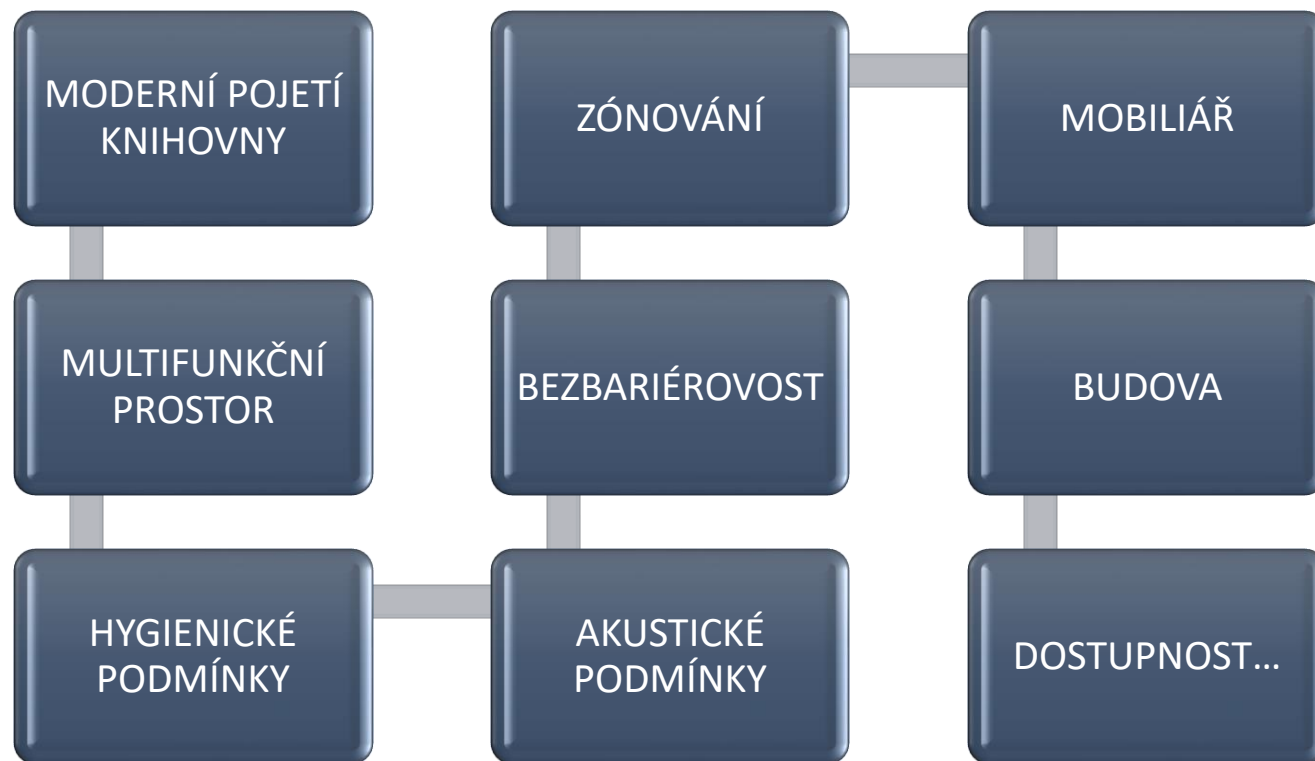 MODERNÍ POJETÍ
KNIHOVNY
MULTIFUNKČNÍ
PROSTOR
HYGIENICKÉ
PODMÍNKY
AKUSTICKÉ
PODMÍNKY
BEZBARIÉROVOST
ZÓNOVÁNÍ
MOBILIÁŘ
BUDOVA
DOSTUPNOST...